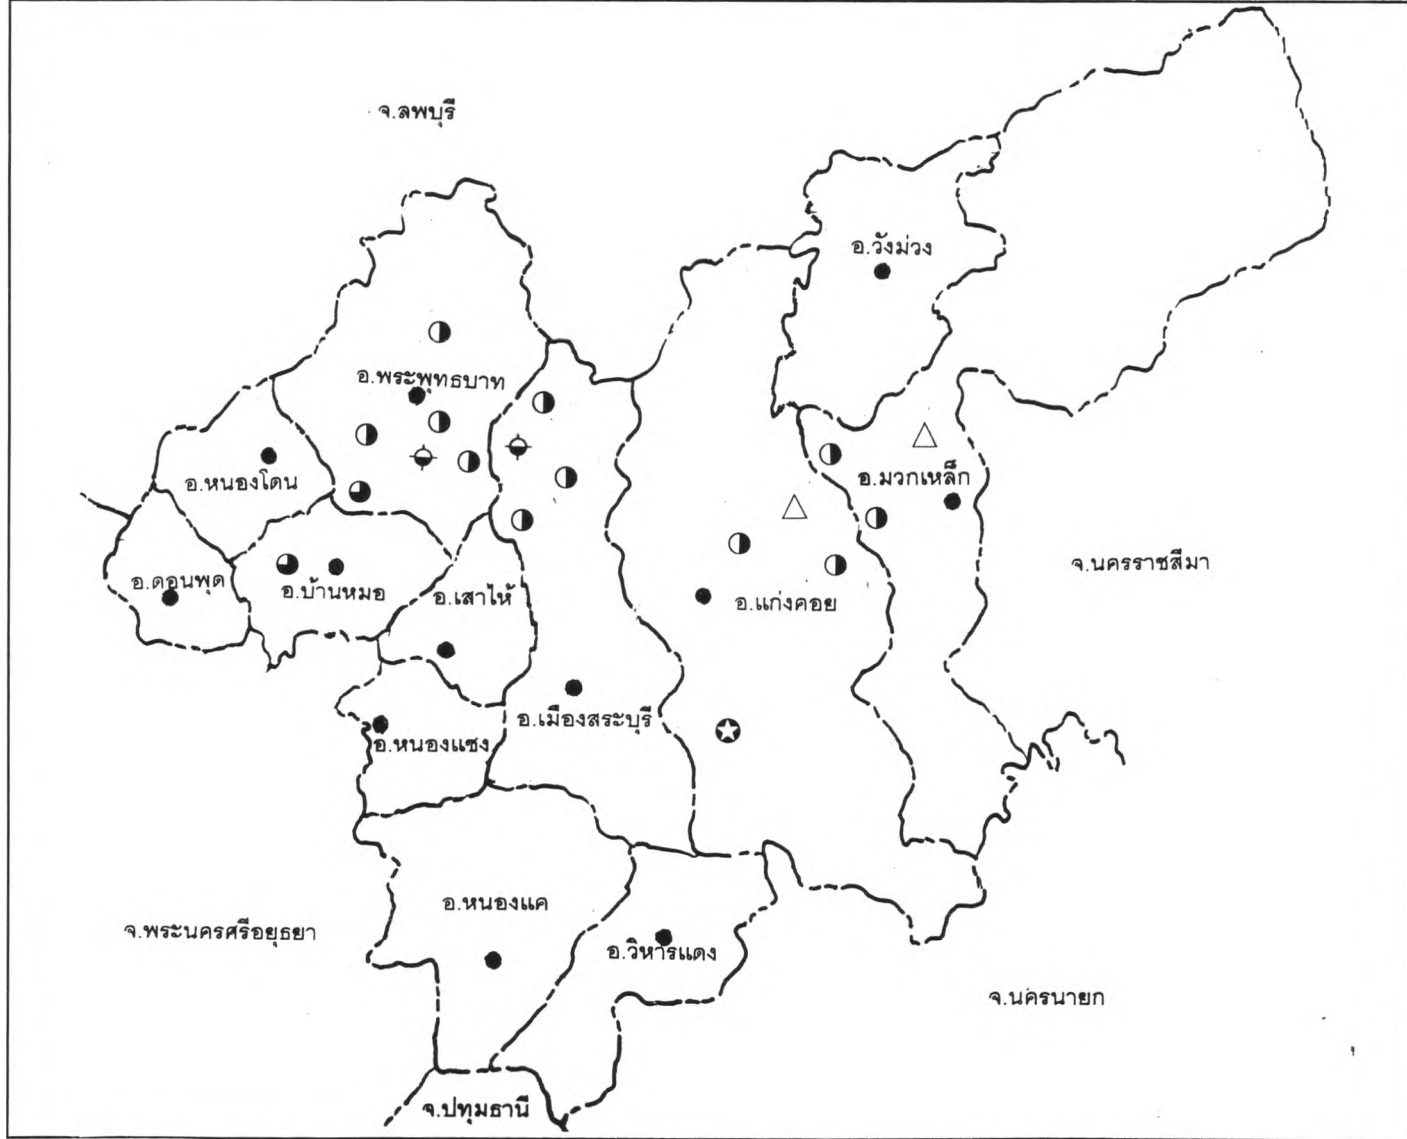 จ.ลพบุรี
อ.วังม่วง
อ.พระพุทธบาท
อ.หนองโดน
อ.มวกเหล็ก
จ.นครราชสีมา
อ.ดอนพุด
อ.บ้านหมอ
อ.เสาไห้
อ.แก่งคอย
อ.เมืองสระบุรี
อ.หนองแซง
อ.หนองแค
จ.พระนครศรีอยุธยา
อ.วิหารแดง
จ.นครนายก
จ.ปทุมธานี